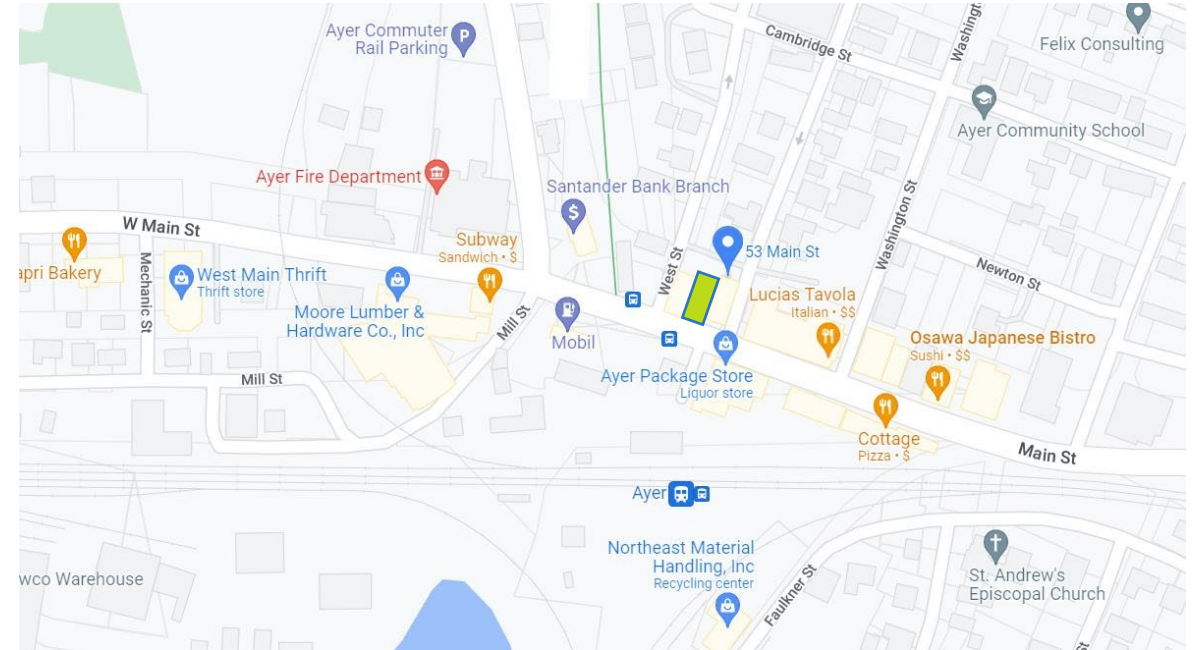 Ayer Commuter
Rail Parking
P
Cambridge St
Washingt
Felix Consulting
Ayer Community School
Ayer Fire Department
Santander Bank Branch
$
W Main St
Subway
Sandwich • $
West St
53 Main St
Washington St
Newton St
apri Bakery
Mechanic St
West Main Thrift
Thrift store
Moore Lumber &
Hardware Co., Inc
Mill St
Mobil
Lucias Tavola
Italian • $$
Osawa Japanese Bistro
Sushi • $$
Ayer Package Store
Liquor store
Mill St
Cottage
Pizza • $
Main St
Ayer
Northeast Material
Handling, Inc
Recycling center
wco Warehouse
Faulkner St
St. Andrew's
Episcopal Church
st